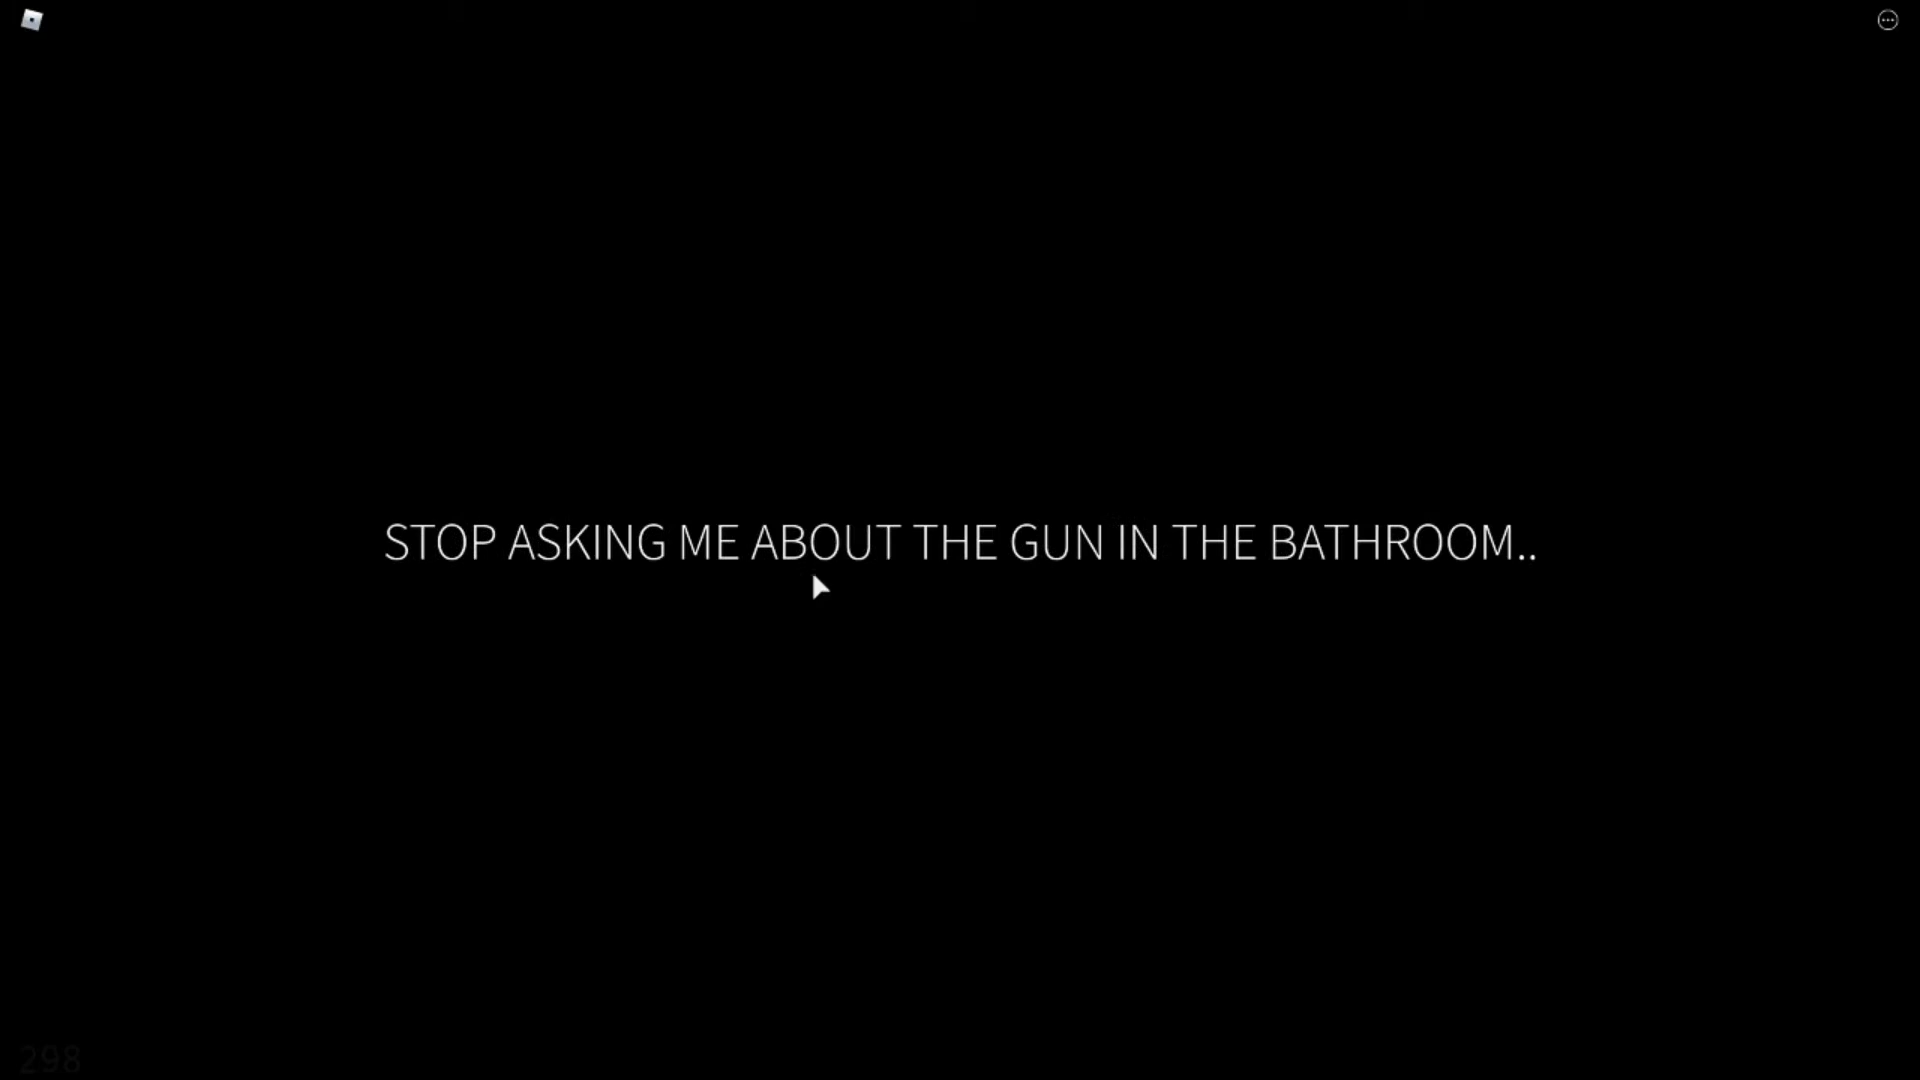 STOP ASKING ME ABOUT THE GUN IN THE BATHROOM..
298